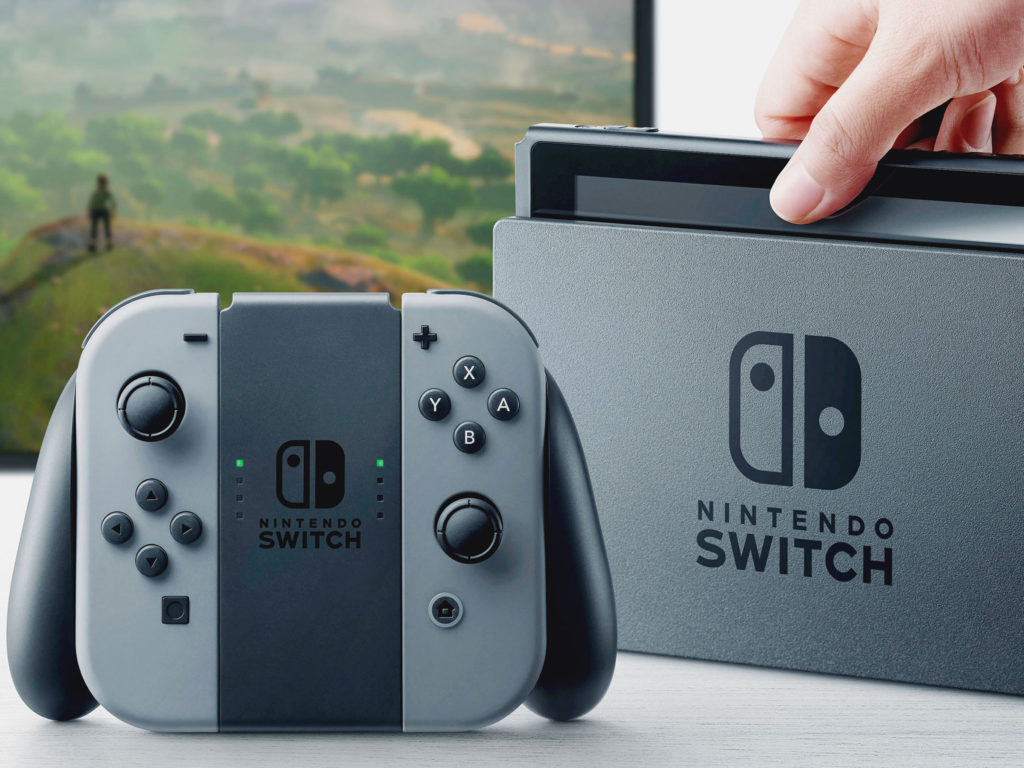 X
Y
A
B
NINTENDO
SWITCH
NINTENDO
SWITCH